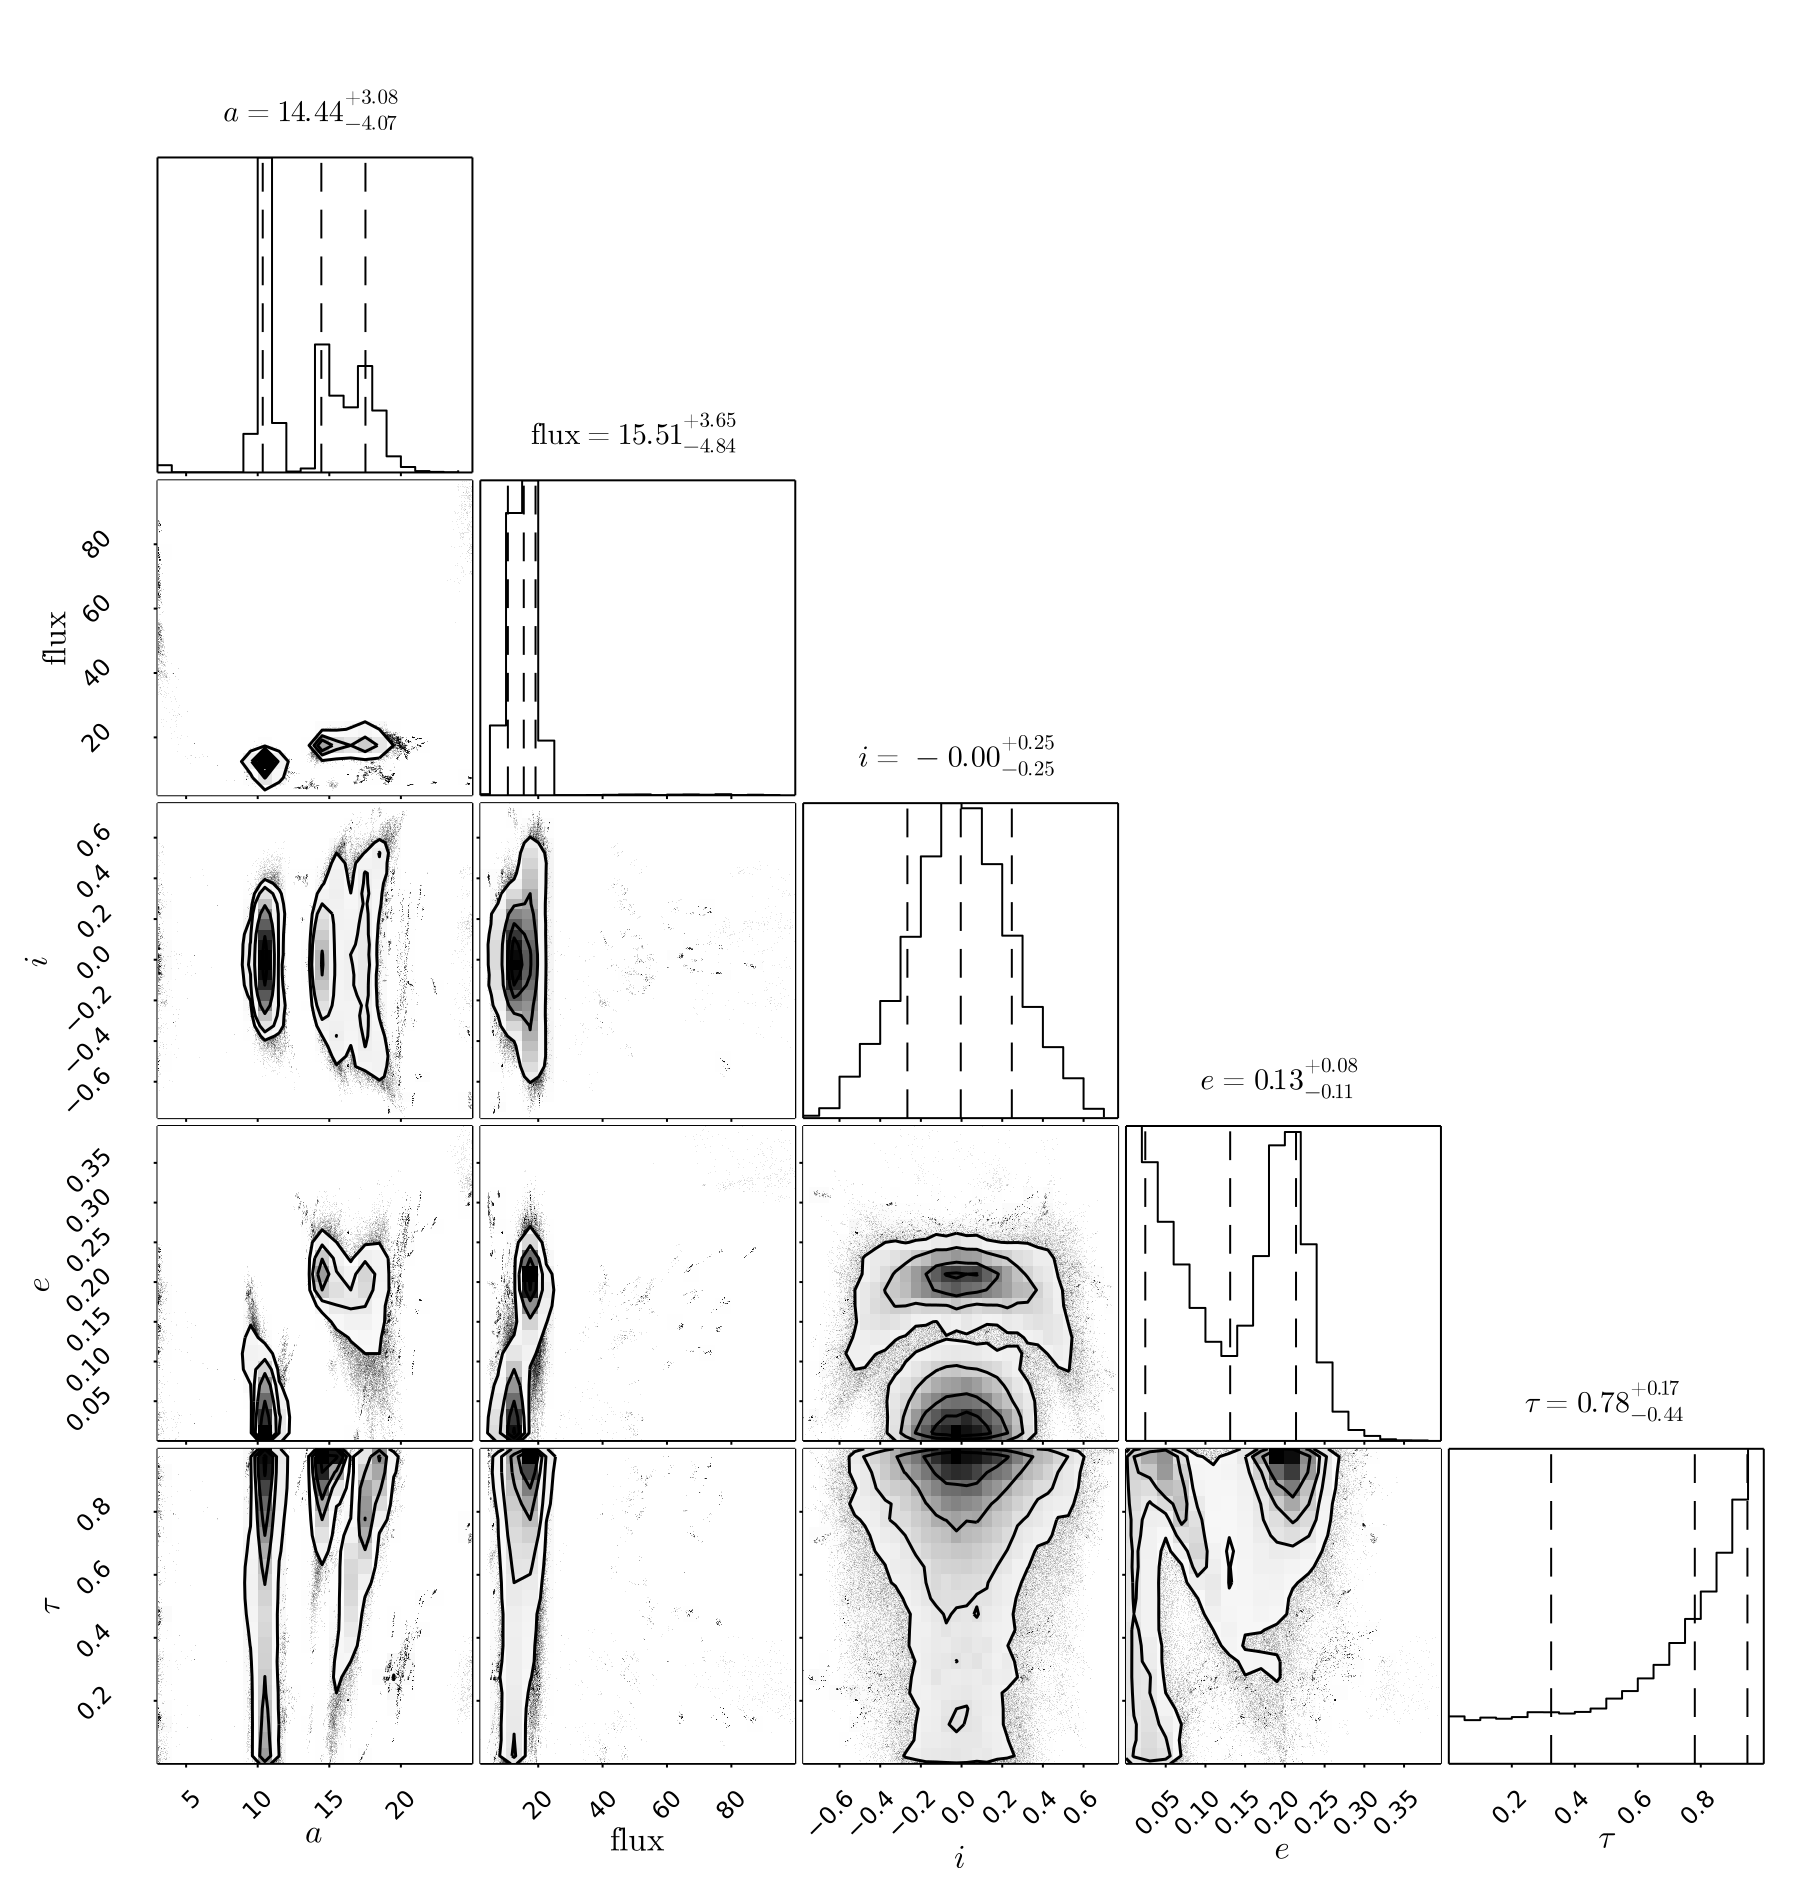 a = 14.44^{+3.08}_{-4.07}
flux = 15.51^{+3.65}_{-4.84}
80
60
40
20
flux
i = −0.00^{+0.25}_{-0.25}
0.6
0.4
0.2
0.0
−0.2
−0.4
−0.6
i
e = 0.13^{+0.08}_{-0.11}
0.35
0.30
0.25
0.20
0.15
0.10
0.05
e
τ = 0.78^{+0.17}_{-0.44}
0.8
0.6
0.4
0.2
τ
5 10 15 20
a
20 40 60 80
flux
−0.6 −0.4 −0.2 0.0 0.2 0.4 0.6
i
0.05 0.10 0.15 0.20 0.25 0.30 0.35
e
0.2 0.4 0.6 0.8
τ